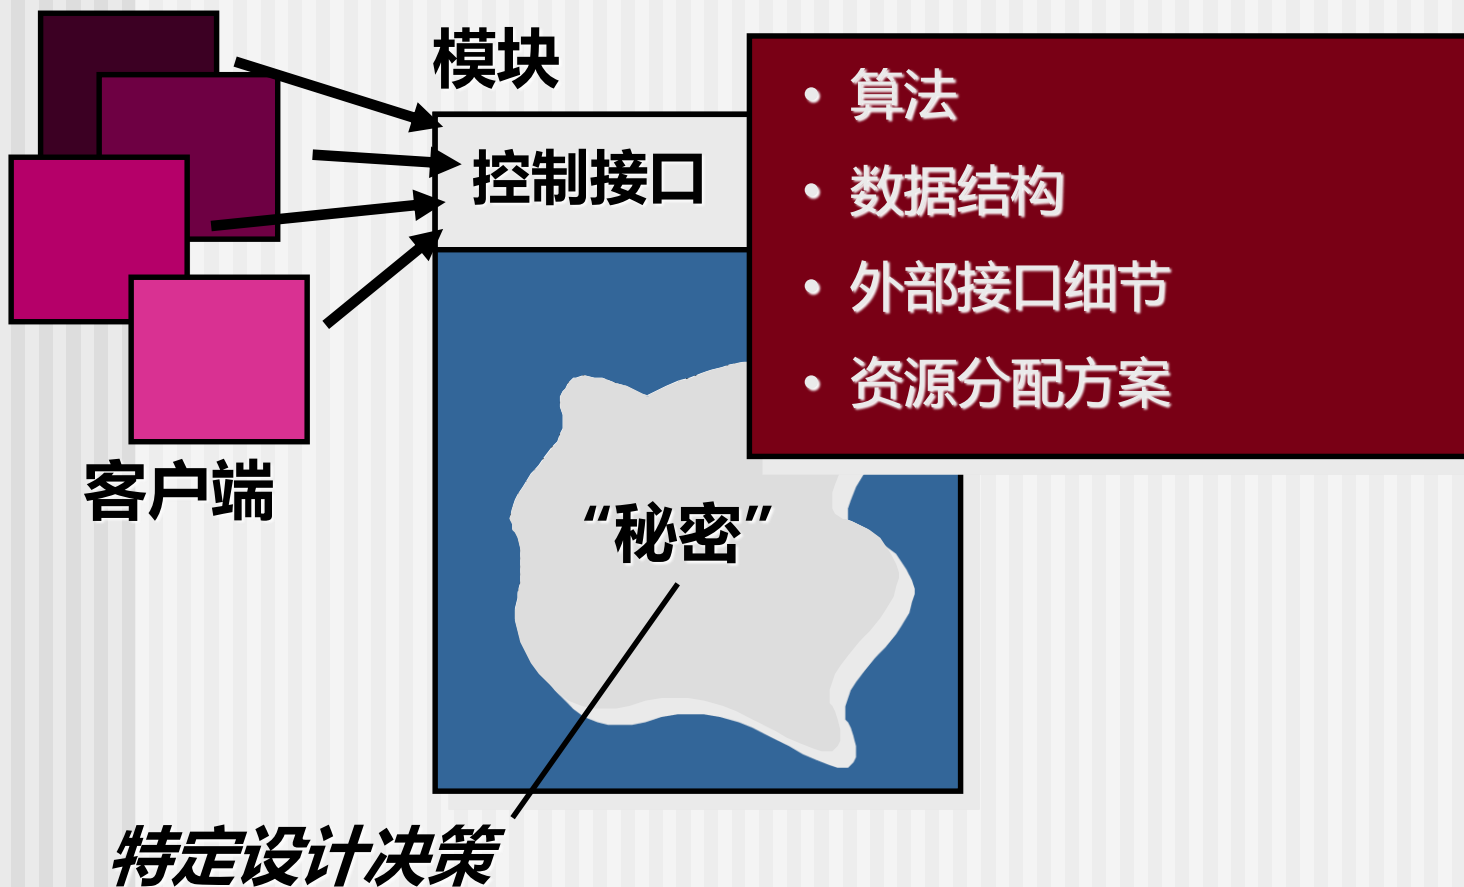 模块
控制接口
• 算法
• 数据结构
• 外部接口细节
• 资源分配方案
客户端
“秘密”
特定设计决策